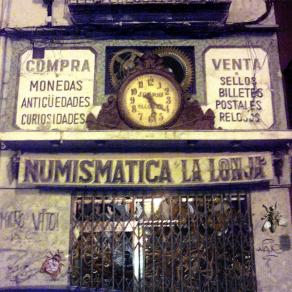 COMPRA
MONEDAS
ANTIGÜEDADES
CURIOSIDADES
VENTA
SELLOS
BILLETES
POSTALES
RELOJES
NUMISMATICA LA LONJA